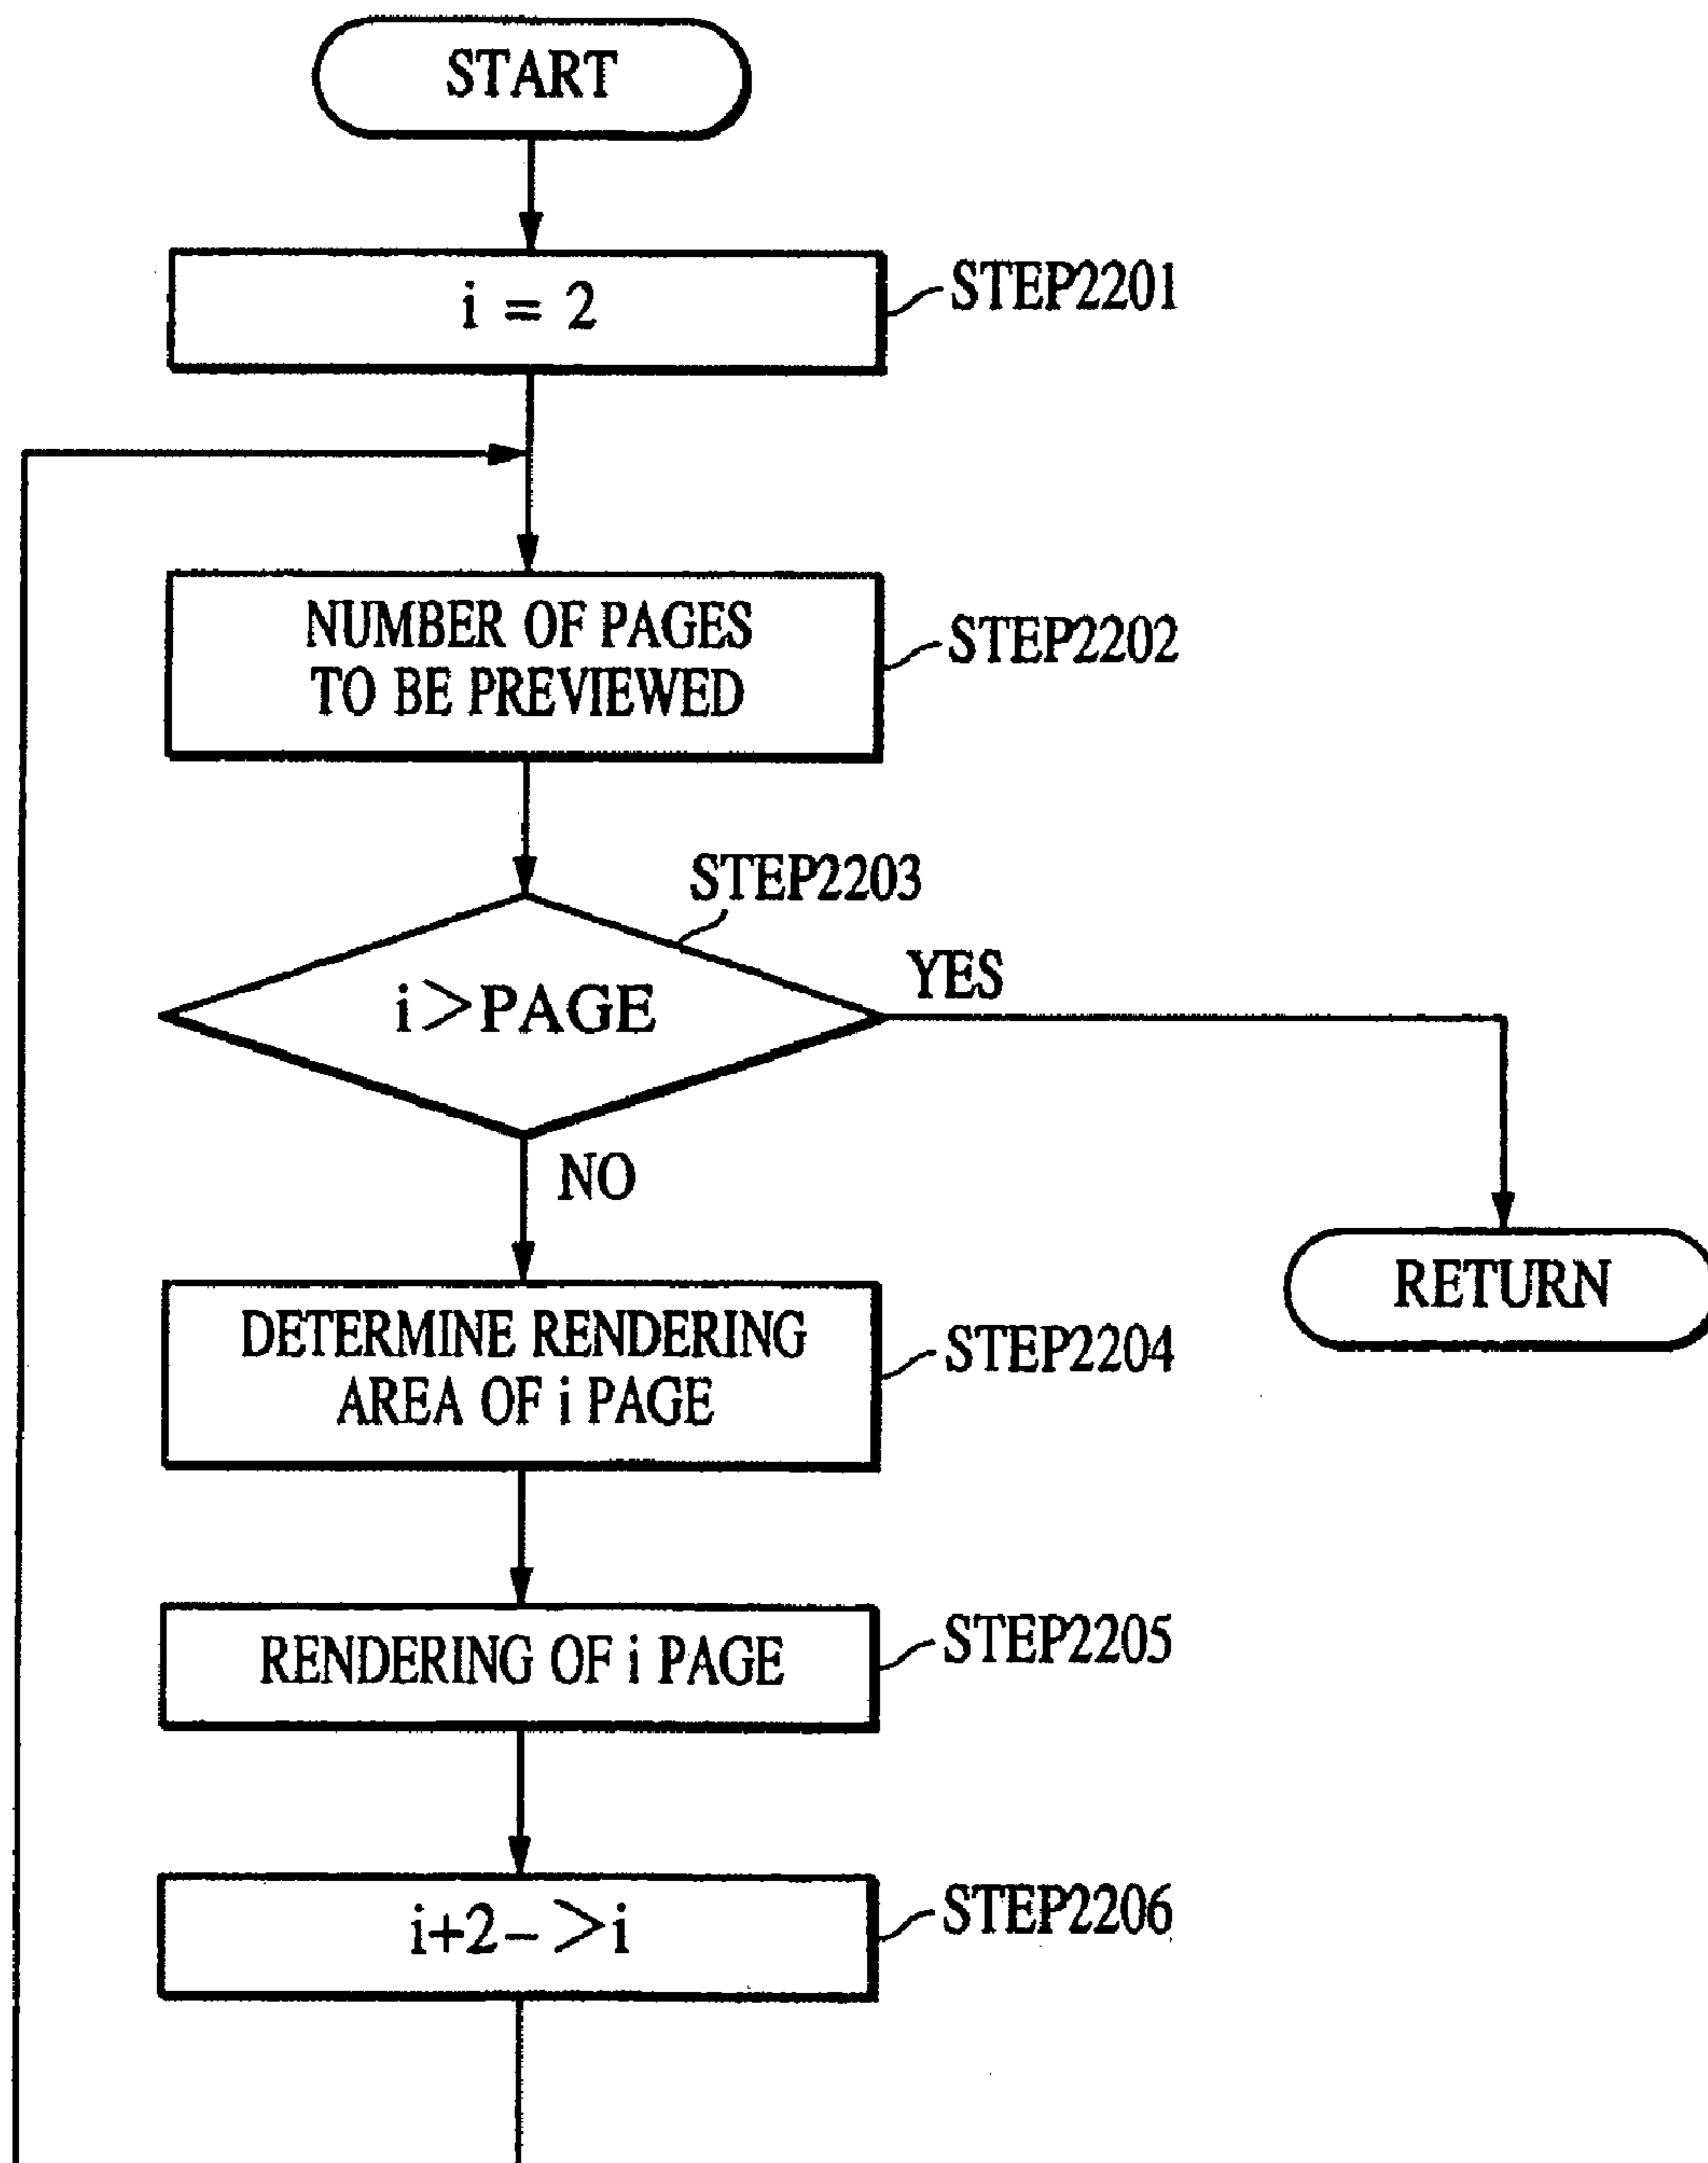 START
i = 2
STEP2201
NUMBER OF PAGES
TO BE PREVIEWED
STEP2202
STEP2203
i>PAGE
YES
NO
RETURN
DETERMINE RENDERING
AREA OF i PAGE
STEP2204
RENDERING OF i PAGE
STEP2205
i+2->i
STEP2206